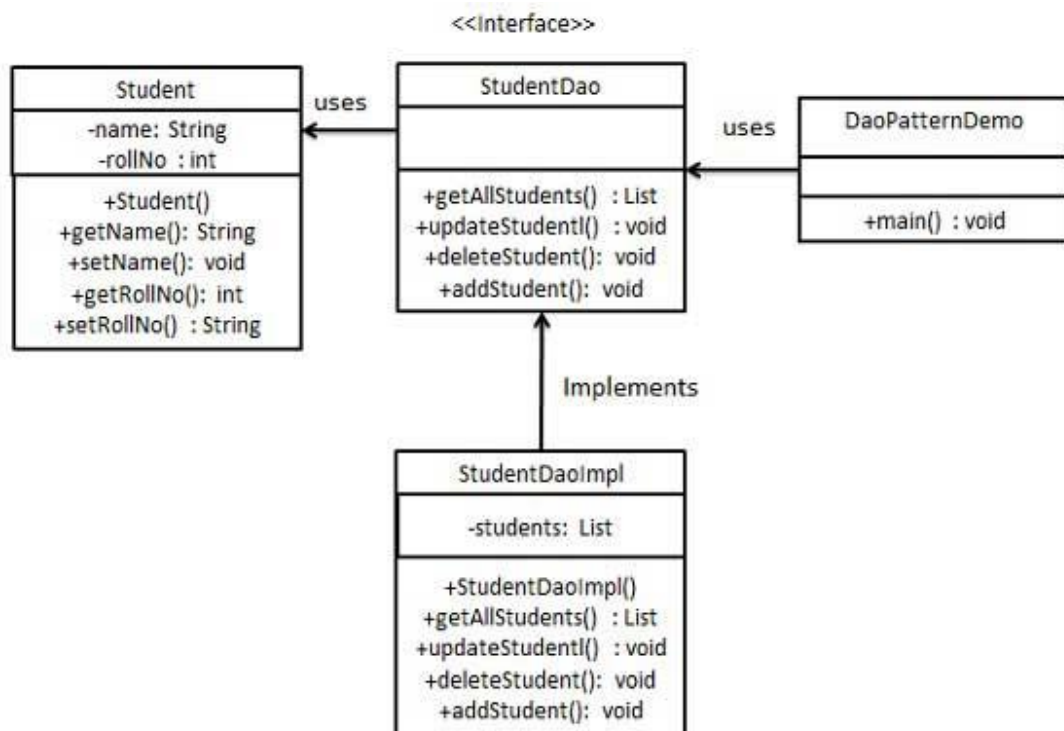 <<Interface>>
Student
-name: String
-rollNo : int
+Student()
+getName(): String
+setName(): void
+getRollNo(): int
+setRollNo() : String
uses
StudentDao
+getAllStudents() : List
+updateStudentl() : void
+deleteStudent(): void
+addStudent(): void
uses
DaoPatternDemo
+main() : void
Implements
StudentDaoImpl
-students: List
+StudentDaoImpl()
+getAllStudents() : List
+updateStudentl() : void
+deleteStudent(): void
+addStudent(): void